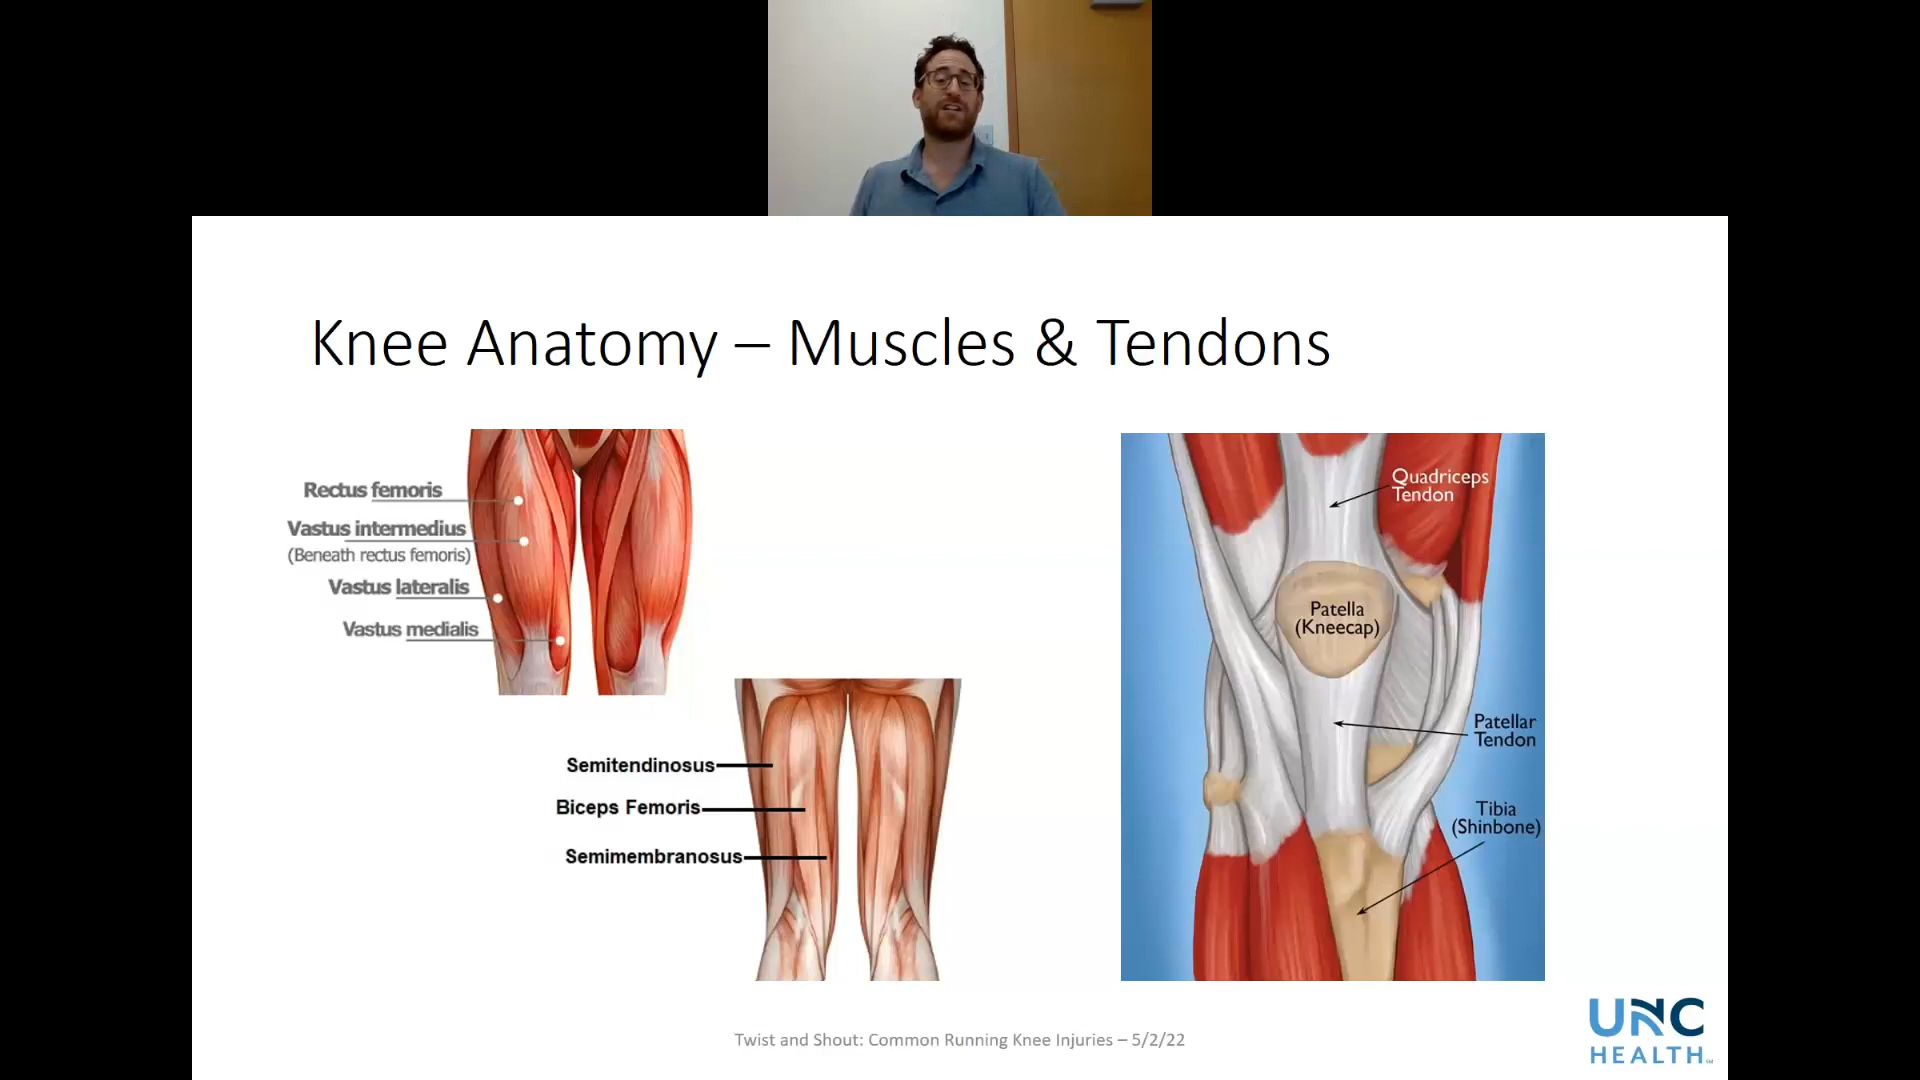 Knee Anatomy – Muscles & Tendons
Rectus femoris
Vastus intermedius
(Beneath rectus femoris)
Vastus lateralis
Vastus medialis
Semitendinosus
Biceps Femoris
Semimembranosus
Quadriceps
Tendon
Patella
(Kneecap)
Patellar
Tendon
Tibia
(Shinbone)
Twist and Shout: Common Running Knee Injuries – 5/2/22
UNC
HEALTH